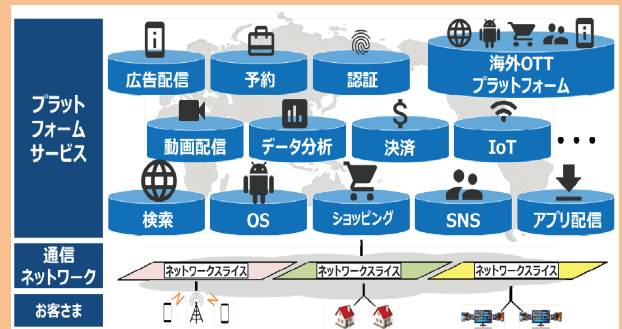 プラット
フォーム
サービス
広告配信
予約
認証
海外OTT
プラットフォーム
動画配信
データ分析
決済
IoT
・・・
検索
OS
ショッピング
SNS
アプリ配信
通信
ネットワーク
ネットワークスライス
ネットワークスライス
ネットワークスライス
お客さま